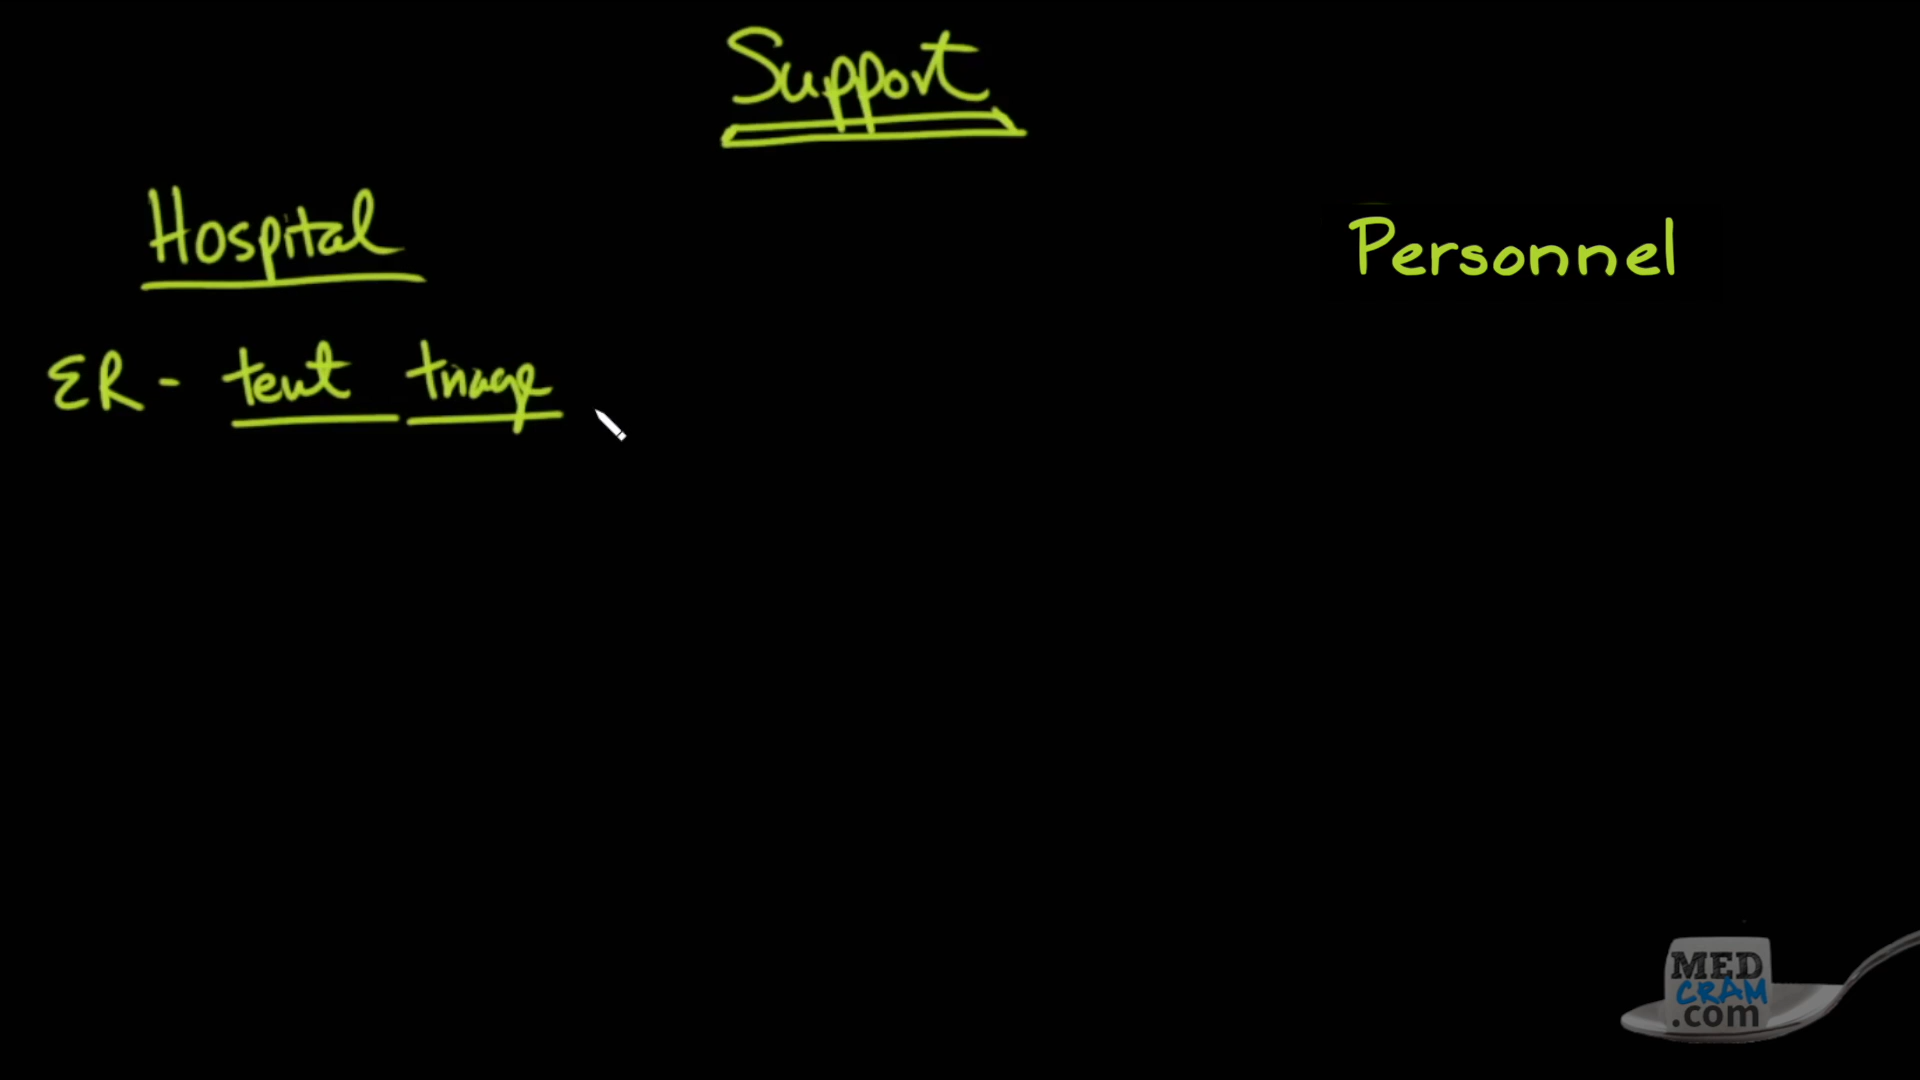 Support
Hospital
Personnel
ER - tent triage
MED
CRAM
.com